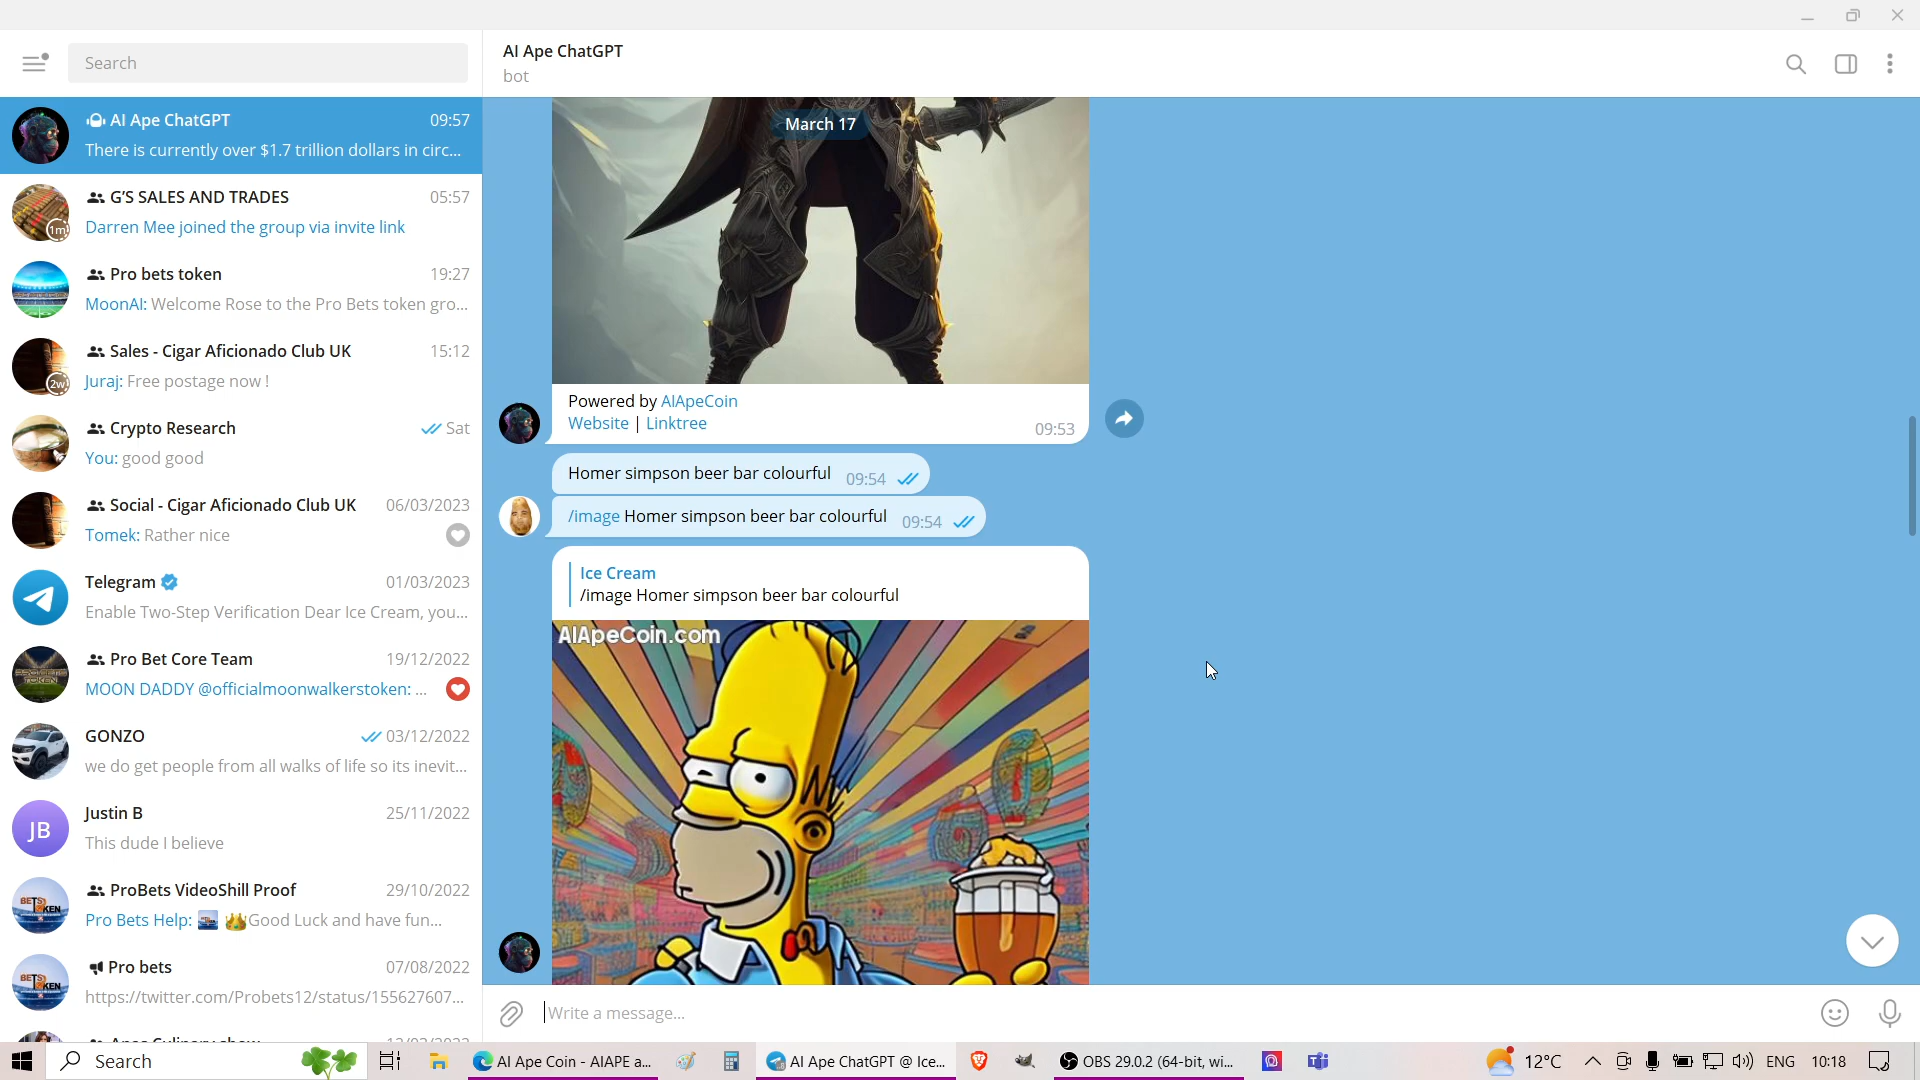 Search
AI Ape ChatGPT
bot
AI Ape ChatGPT 09:57
There is currently over $1.7 trillion dollars in circ...
G'S SALES AND TRADES 05:57
1m
Darren Mee joined the group via invite link
Pro bets token 19:27
MoonAI: Welcome Rose to the Pro Bets token gro...
Sales - Cigar Aficionado Club UK 15:12
2w
Juraj: Free postage now !
Crypto Research Sat
You: good good
Social - Cigar Aficionado Club UK 06/03/2023
Tomek: Rather nice
Telegram 01/03/2023
Enable Two-Step Verification Dear Ice Cream, you...
Pro Bet Core Team 19/12/2022
MOON DADDY @officialmoonwalkerstoken: ...
GONZO 03/12/2022
we do get people from all walks of life so its inevit...
JB
Justin B 25/11/2022
This dude I believe
ProBets VideoShill Proof 29/10/2022
Pro Bets Help: Good Luck and have fun...
Pro bets 07/08/2022
https://twitter.com/Probets12/status/155627607...
March 17
Powered by AIApeCoin
Website | Linktree
09:53
Homer simpson beer bar colourful 09:54
/image Homer simpson beer bar colourful 09:54
Ice Cream
/image Homer simpson beer bar colourful
AIApeCoin.com
Write a message...
Search
AI Ape Coin - AIAPE a...
AI Ape ChatGPT @ Ice...
OBS 29.0.2 (64-bit, wi...
12°C
ENG
10:18